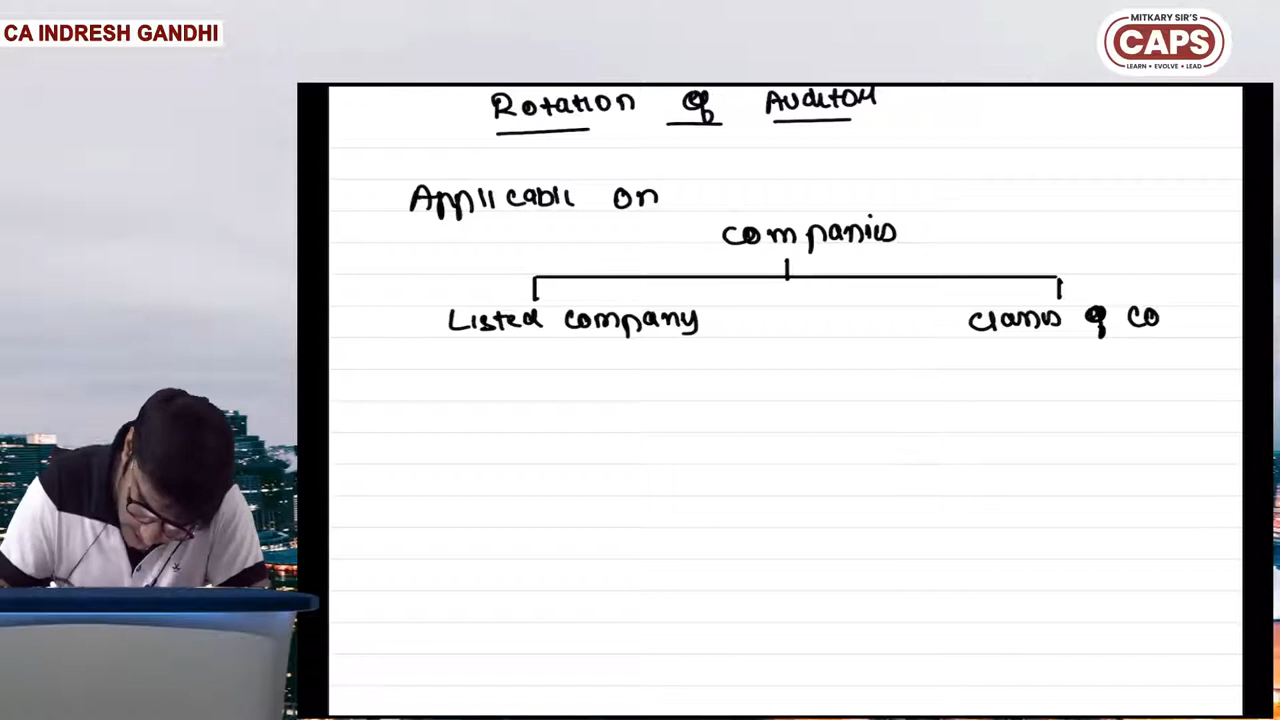 CA INDRESH GANDHI
MITKARY SIR'S
CAPS
LEARN • EVOLVE • LEAD
Rotation of Auditor
Applicable on
Companies
Listed company
Class of co